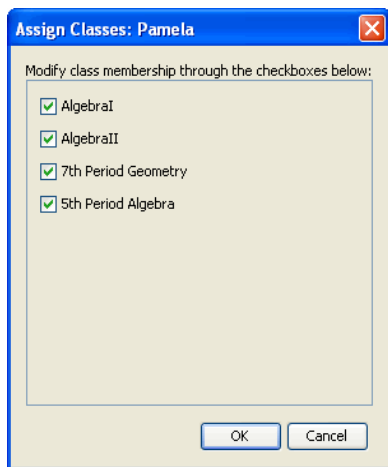 Assign Classes: Pamela
Modify class membership through the checkboxes below:
AlgebraI
AlgebraII
7th Period Geometry
5th Period Algebra
OK Cancel